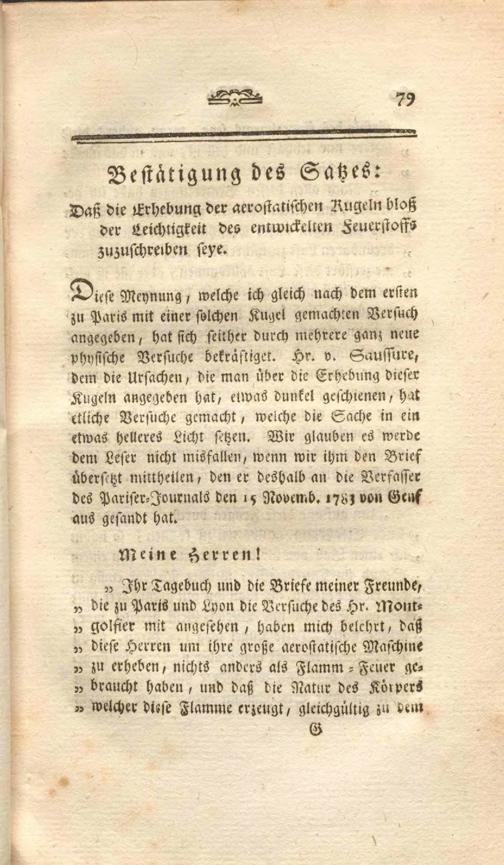 79
Bestätigung des Satzes:
Daß die Erhebung der aerostatischen Kugeln bloß
der Leichtigkeit des entwickelten Feuerstoffs
zuzuschreiben seye.
Diese Meynung, welche ich gleich nach dem ersten
zu Paris mit einer solchen Kugel gemachten Versuch
angegeben, hat sich seither durch mehrere ganz neue
physische Versuche bekräftiget. Hr. v. Saussure,
dem die Ursachen, die man über die Erhebung dieser
Kugeln angegeben hat, etwas dunkel geschienen, hat
etliche Versuche gemacht, welche die Sache in ein
etwas helleres Licht setzen. Wir glauben es werde
dem Leser nicht misfallen, wenn wir ihm den Brief
übersetzt mittheilen, den er deshalb an die Verfasser
des Pariser-Journals den 15 Novemb. 1783 von Genf
aus gesandt hat.
Meine Herren!
„ Ihr Tagebuch und die Briefe meiner Freunde,
„ die zu Paris und Lyon die Versuche des Hr. Mont-
„ golfier mit angesehen, haben mich belehrt, daß
„ diese Herren um ihre große aerostatische Maschine
„ zu erheben, nichts anders als Flamm-Feuer ge-
„ braucht haben, und daß die Natur des Körpers
„ welcher diese Flamme erzeugt, gleichgültig zu dem
G